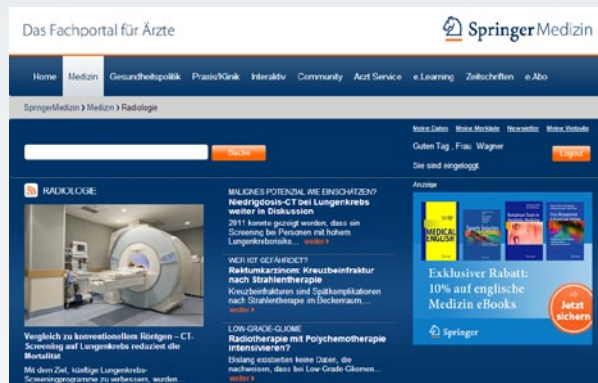 Das Fachportal für Ärzte
Springer Medizin
Home Medizin Gesundheitspolitik Praxis/Klinik Interaktiv Community Arzt Service e.Learning Zeitschriften e.Abo
SpringerMedizin > Medizin > Radiologie
Meine Daten Meine Merkliste Newsletter Meine Website
Guten Tag , Frau Wagner
Sie sind eingeloggt
Logout
Suche
Anzeige
RADIOLOGIE
Vergleich zu konventionellem Röntgen – CT-
Screening auf Lungenkrebs reduziert die
Mortalität
Mit dem Ziel, künftige Lungenkrebs-
Screeningprogramme zu verbessern, wurden...
MALIGNES POTENZIAL WIE EINSCHÄTZEN?
Niedrigdosis-CT bei Lungenkrebs
weiter in Diskussion
2011 konnte gezeigt worden, dass ein
Screening bei Personen mit hohem
Lungenkrebsrisiko... weiter>
WER IST GEFÄHRDET?
Rektumkarzinom: Kreuzbeinfraktur
nach Strahlentherapie
Kreuzbeinfrakturen sind Spätkomplikationen
nach Strahlentherapie im Beckenraum,...
weiter>
LOW-GRADE-GLIOME
Radiotherapie mit Polychemotherapie
intensivieren?
Bislang existierten keine Daten, die
nachweisen, dass bei Low-Grade-Gliomen...
weiter>
MEDICAL
ENGLISH
Sports Injuries
Exklusiver Rabatt:
10% auf englische
Medizin eBooks
Jetzt
sichern
Springer